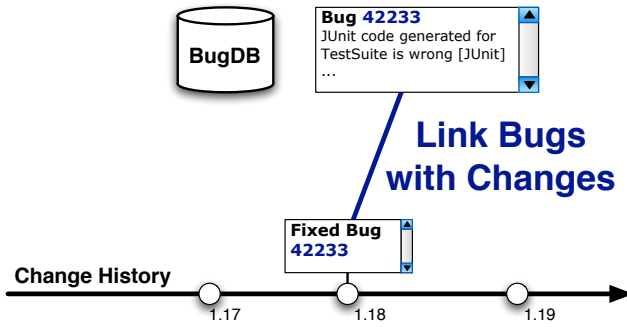 BugDB
Bug 42233
JUnit code generated for
TestSuite is wrong [JUnit]
...
Link Bugs
with Changes
Fixed Bug
42233
Change History
1.17
1.18
1.19